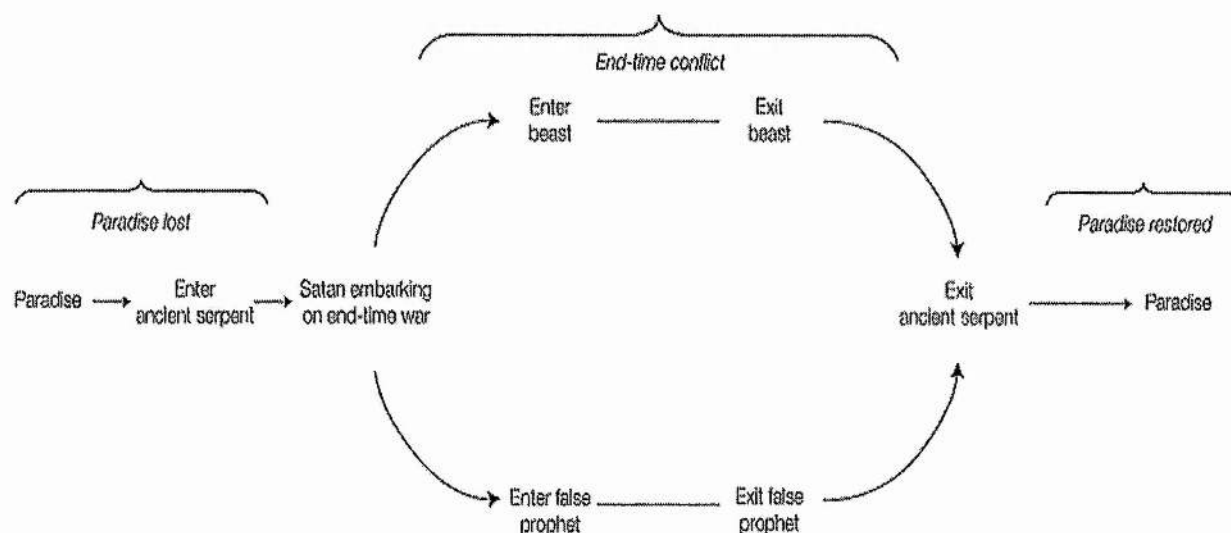 End-time conflict
Enter
beast
Exit
beast
Paradise lost
Paradise restored
Paradise
Enter
ancient serpent
Satan embarking
on end-time war
Exit
ancient serpent
Paradise
Enter false
prophet
Exit false
prophet